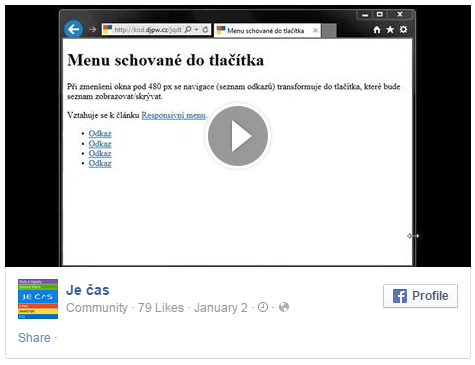 http://kod.djpw.cz/jqdl
Menu schované do tlačítka
Menu schované do tlačítka
Při zmenšení okna pod 480 px se navigace (seznam odkazů) transformuje do tlačítka, které bude
seznam zobrazovat/skrývat.
Vztahuje se k článku Responsivní menu.
Odkaz
Odkaz
Odkaz
Odkaz
JE ČAS
Je čas
Community · 79 Likes · January 2 ·
Profile
Share ·